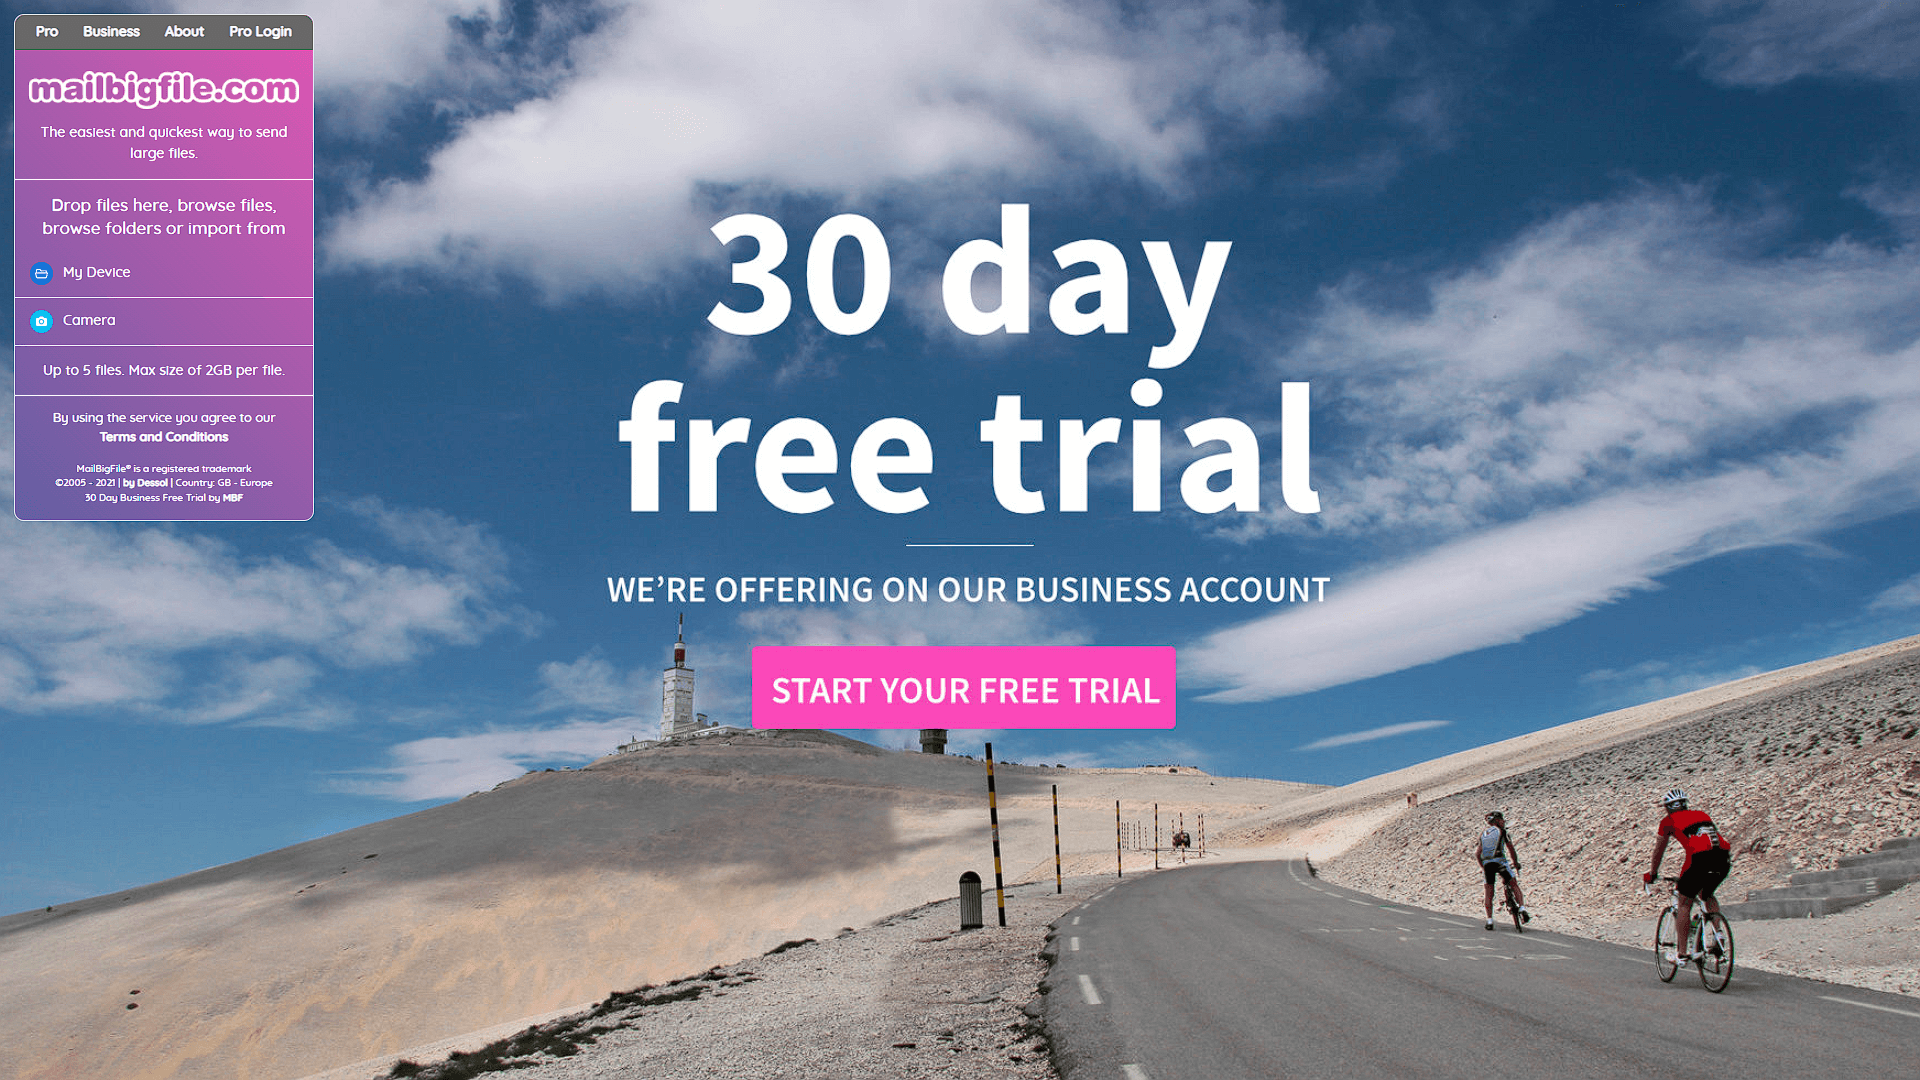 Pro Business About Pro Login
mailbigfile.com
The easiest and quickest way to send
large files.
Drop files here, browse files,
browse folders or import from
My Device
Camera
Up to 5 files. Max size of 2GB per file.
By using the service you agree to our
Terms and Conditions
MailBigFile® is a registered trademark
©2005 - 2021 | by Dessol | Country: GB - Europe
30 Day Business Free Trial by MBF
30 day
free trial
WE’RE OFFERING ON OUR BUSINESS ACCOUNT
START YOUR FREE TRIAL